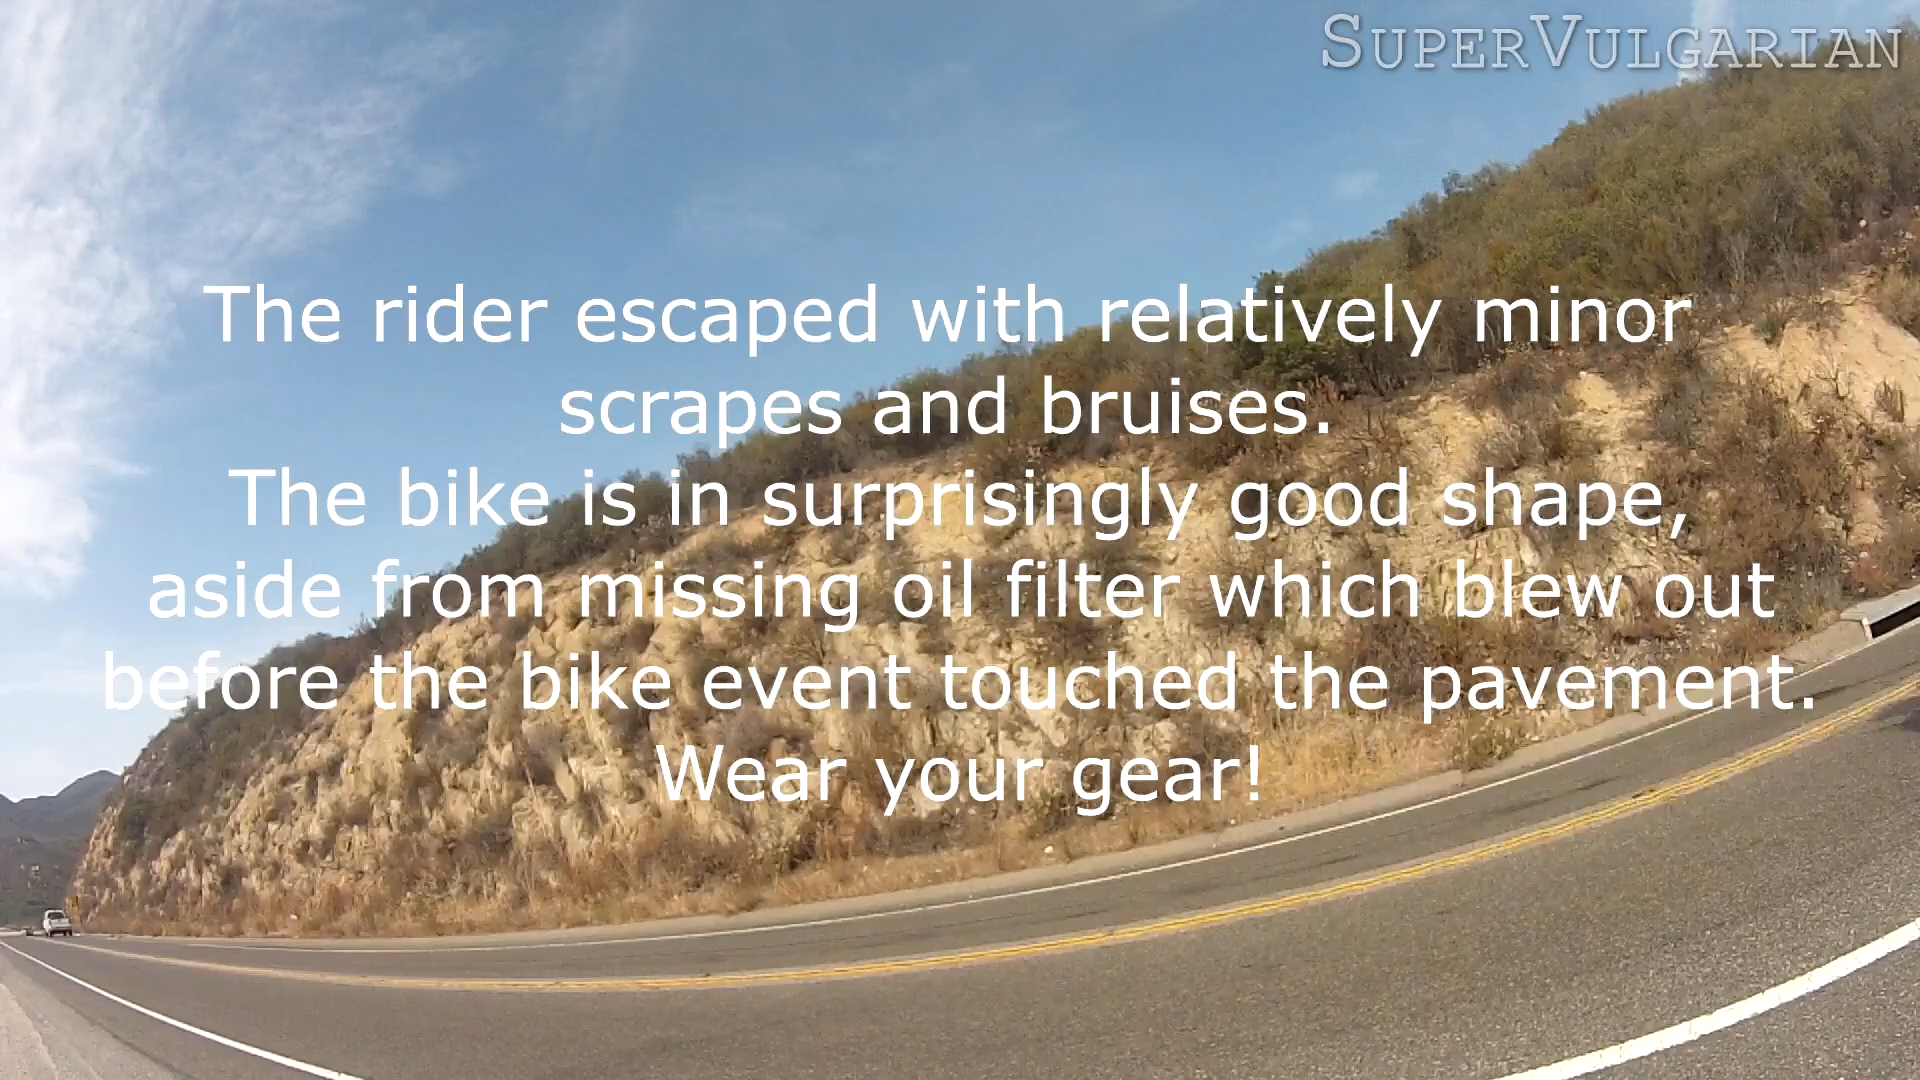 SuperVulgarian
The rider escaped with relatively minor
scrapes and bruises.
The bike is in surprisingly good shape,
aside from missing oil filter which blew out
before the bike event touched the pavement.
Wear your gear!